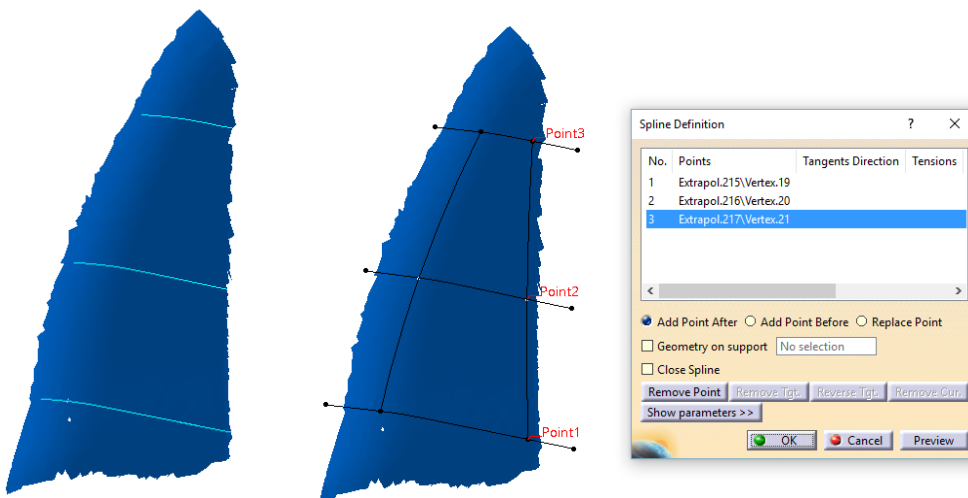 Point3
Point2
Point1
Spline Definition ? ×
No. Points Tangents Direction Tensions
1 Extrapol.215\Vertex.19
2 Extrapol.216\Vertex.20
3 Extrapol.217\Vertex.21
< >
Add Point After Add Point Before Replace Point
Geometry on support No selection
Close Spline
Remove Point Remove Tgt. Reverse Tgt. Remove Cur.
Show parameters >>
OK Cancel Preview